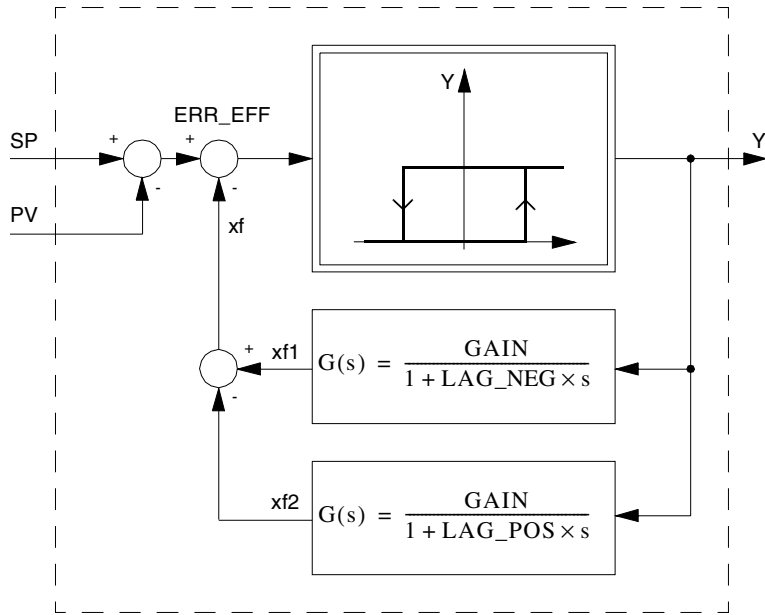 Y
ERR_EFF
SP
+
+
Y
-
-
PV
xf
+
xf1
G(s) = GAIN / 1 + LAG_NEG × s
-
xf2
G(s) = GAIN / 1 + LAG_POS × s